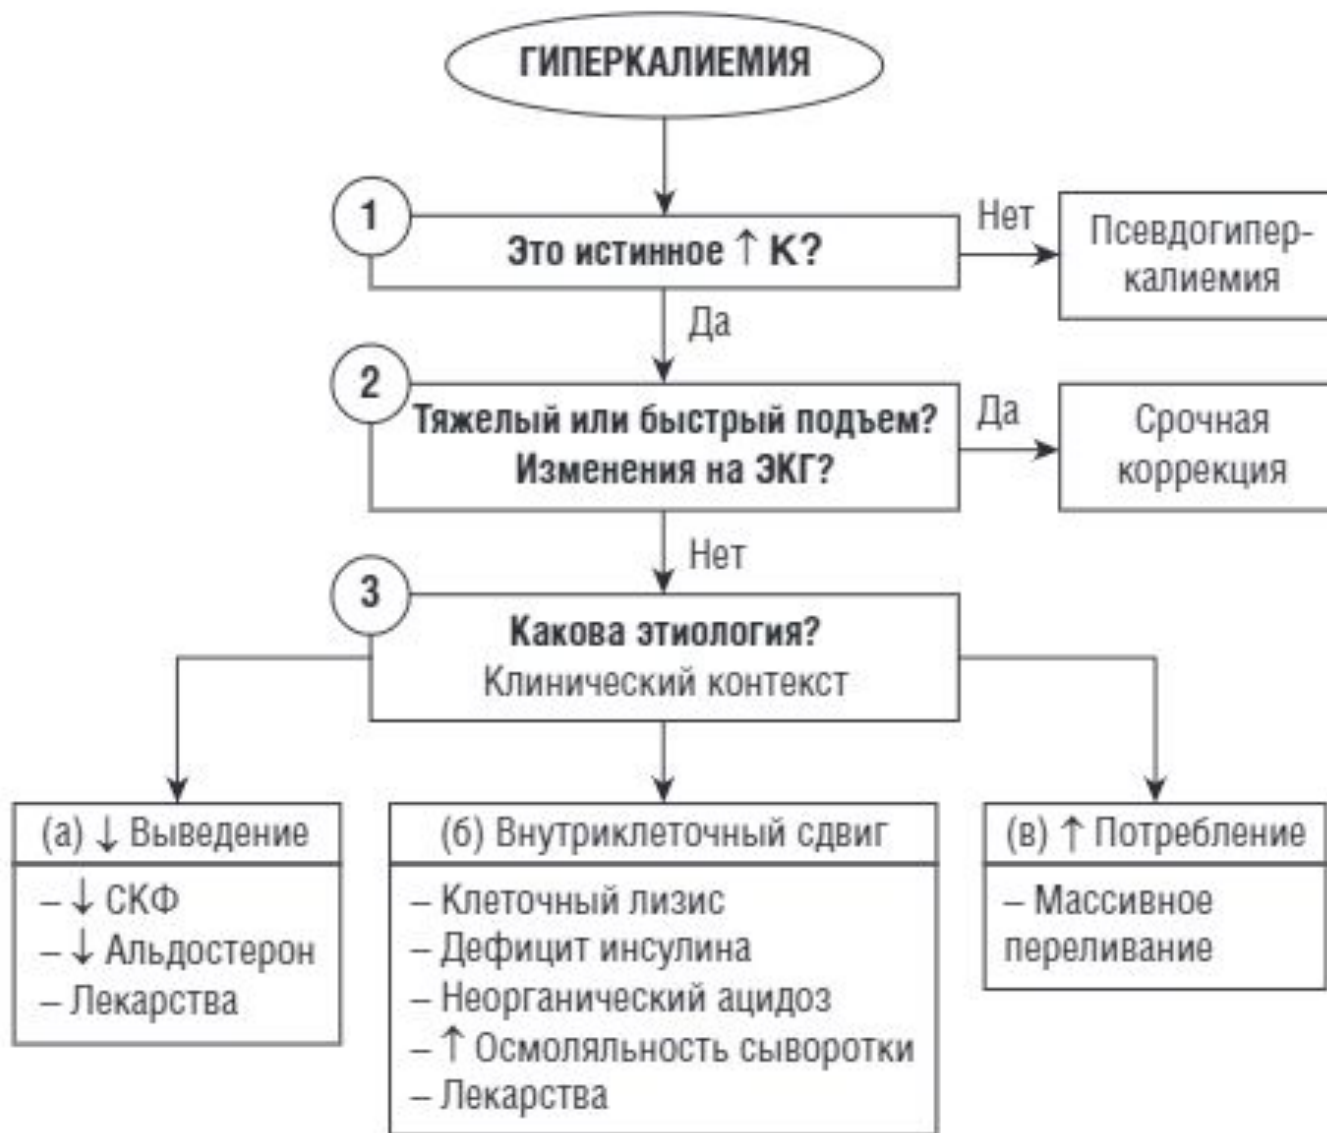 ГИПЕРКАЛИЕМИЯ
1
Это истинное ↑ К?
Нет
Псевдогипер-
калиемия
Да
2
Тяжелый или быстрый подъем?
Изменения на ЭКГ?
Да
Срочная
коррекция
Нет
3
Какова этиология?
Клинический контекст
(а) ↓ Выведение
– ↓ СКФ
– ↓ Альдостерон
– Лекарства
(б) Внутриклеточный сдвиг
– Клеточный лизис
– Дефицит инсулина
– Неорганический ацидоз
– ↑ Осмоляльность сыворотки
– Лекарства
(в) ↑ Потребление
– Массивное
переливание